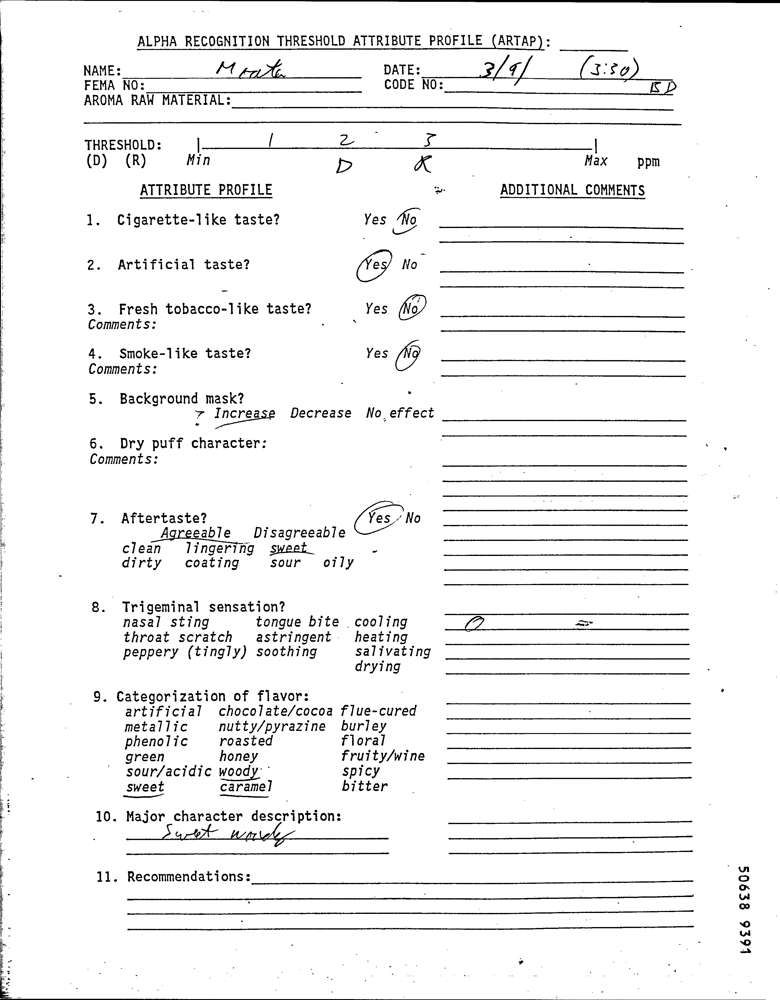 ALPHA RECOGNITION THRESHOLD ATTRIBUTE PROFILE (ARTAP):
NAME: DATE: 3/9/ (3:30)
FEMA NO: CODE NO: BD
AROMA RAW MATERIAL:
THRESHOLD: 1 2 3
(D) (R) Min D R Max ppm
ATTRIBUTE PROFILE ADDITIONAL COMMENTS
1. Cigarette-like taste? Yes No
2. Artificial taste? Yes No
3. Fresh tobacco-like taste? Yes No
Comments:
4. Smoke-like taste? Yes No
Comments:
5. Background mask?
Increase Decrease No effect
6. Dry puff character:
Comments:
7. Aftertaste? Yes No
Agreeable Disagreeable
clean lingering sweet
dirty coating sour oily
8. Trigeminal sensation?
nasal sting tongue bite cooling 0
throat scratch astringent heating
peppery (tingly) soothing salivating
drying
9. Categorization of flavor:
artificial chocolate/cocoa flue-cured
metallic nutty/pyrazine burley
phenolic roasted floral
green honey fruity/wine
sour/acidic woody spicy
sweet caramel bitter
10. Major character description:
Sweet woody
11. Recommendations:
50638 9391